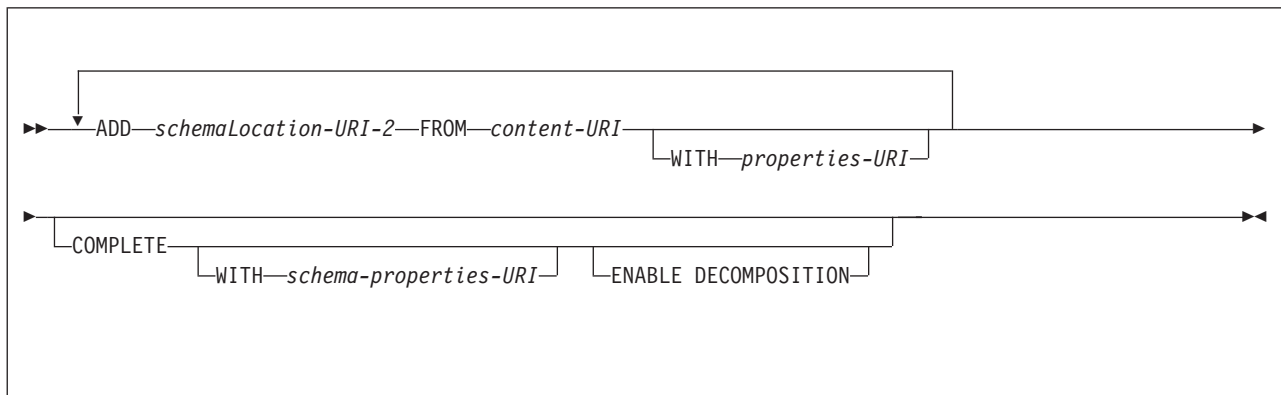 ADD schemaLocation-URI-2 FROM content-URI
WITH properties-URI
COMPLETE
WITH schema-properties-URI ENABLE DECOMPOSITION